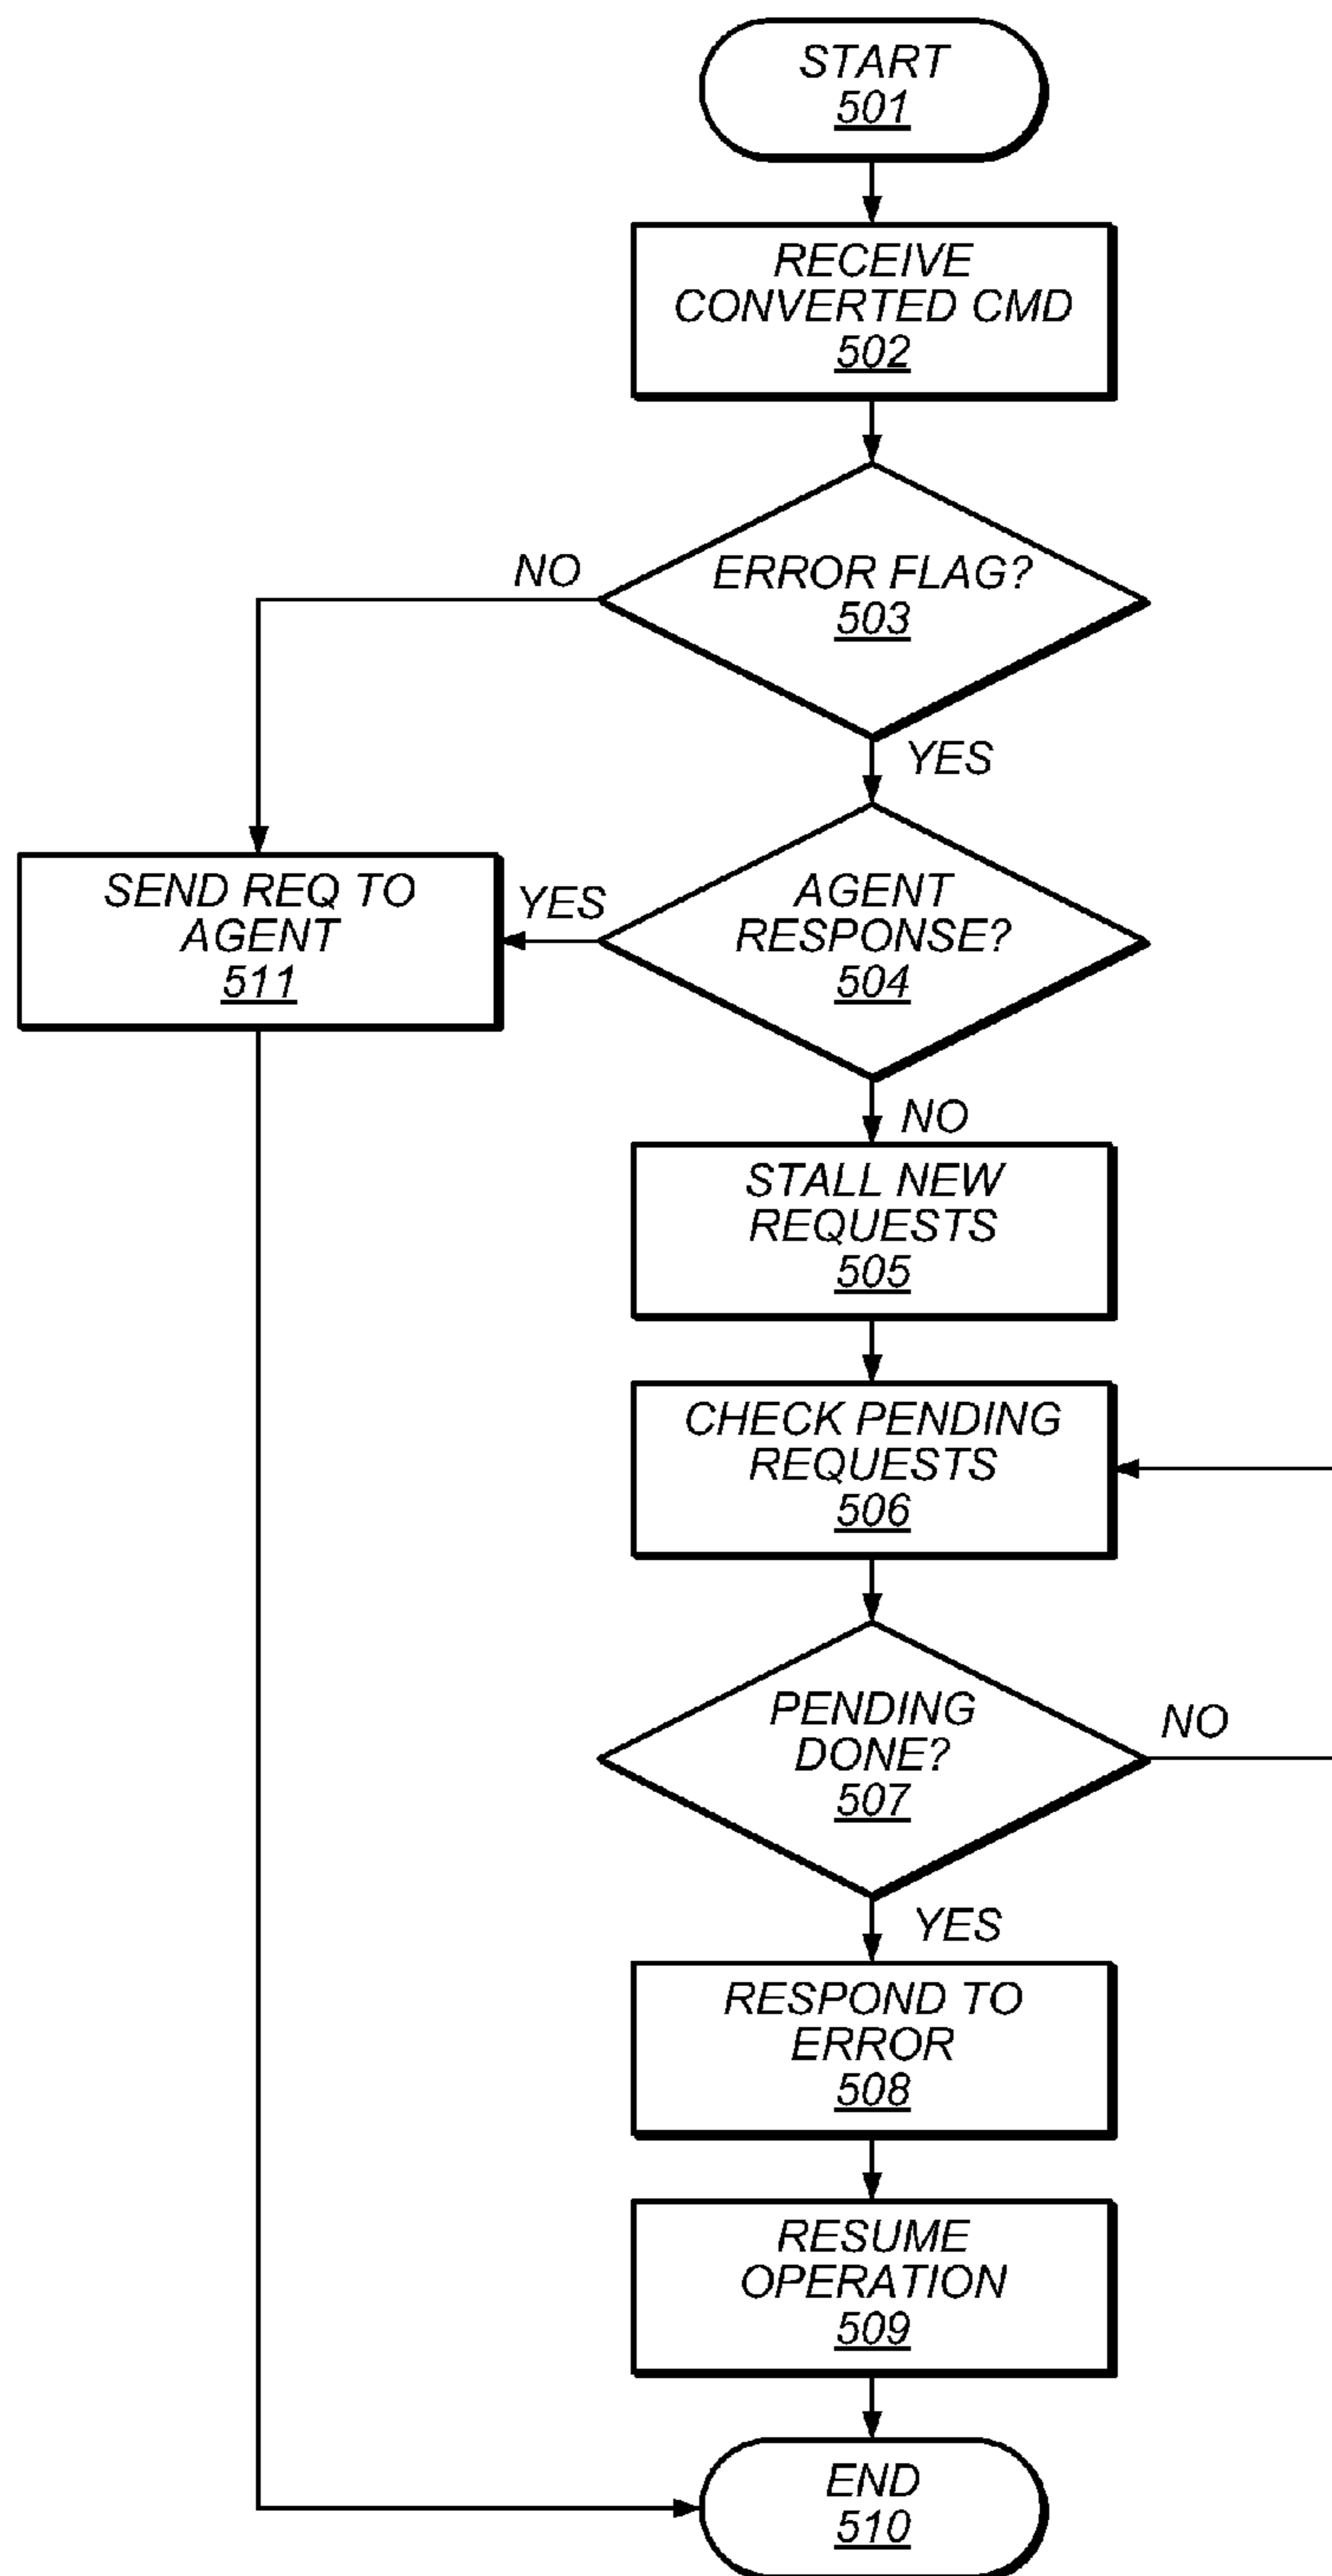 START
501
RECEIVE
CONVERTED CMD
502
NO
ERROR FLAG?
503
YES
SEND REQ TO
AGENT
511
YES
AGENT
RESPONSE?
504
NO
STALL NEW
REQUESTS
505
CHECK PENDING
REQUESTS
506
PENDING
DONE?
507
NO
YES
RESPOND TO
ERROR
508
RESUME
OPERATION
509
END
510